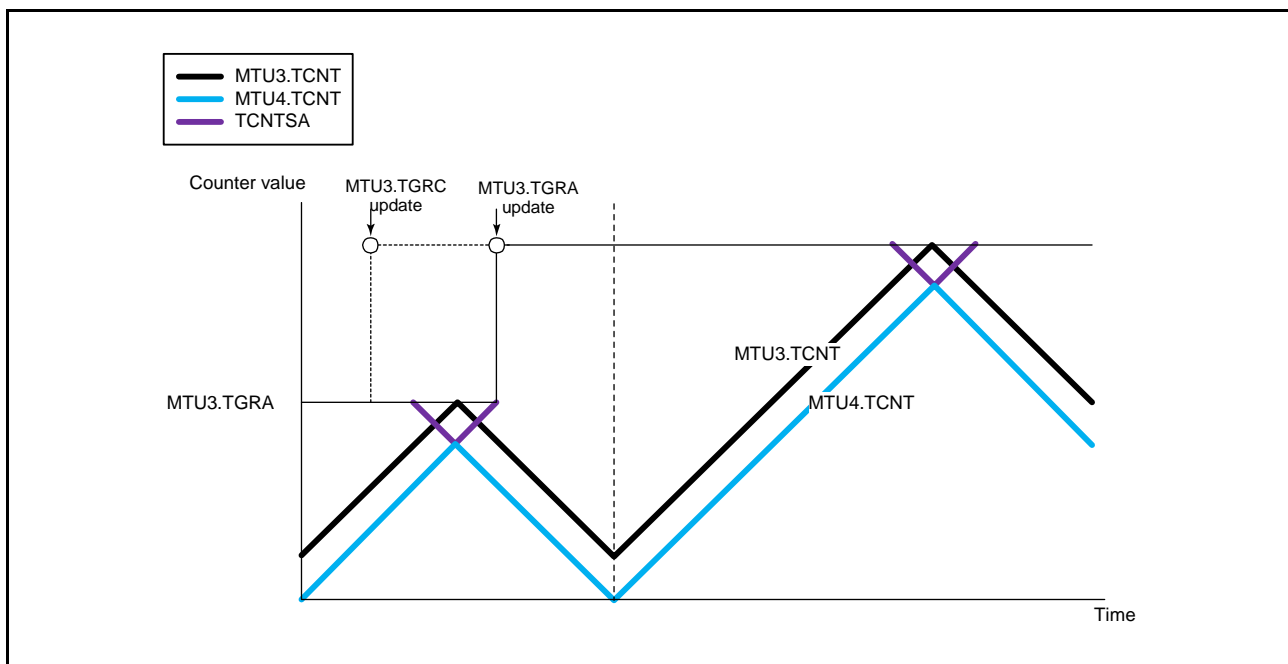 MTU3.TCNT
MTU4.TCNT
TCNTSA
Counter value
MTU3.TGRC
update
MTU3.TGRA
update
MTU3.TCNT
MTU3.TGRA
MTU4.TCNT
Time